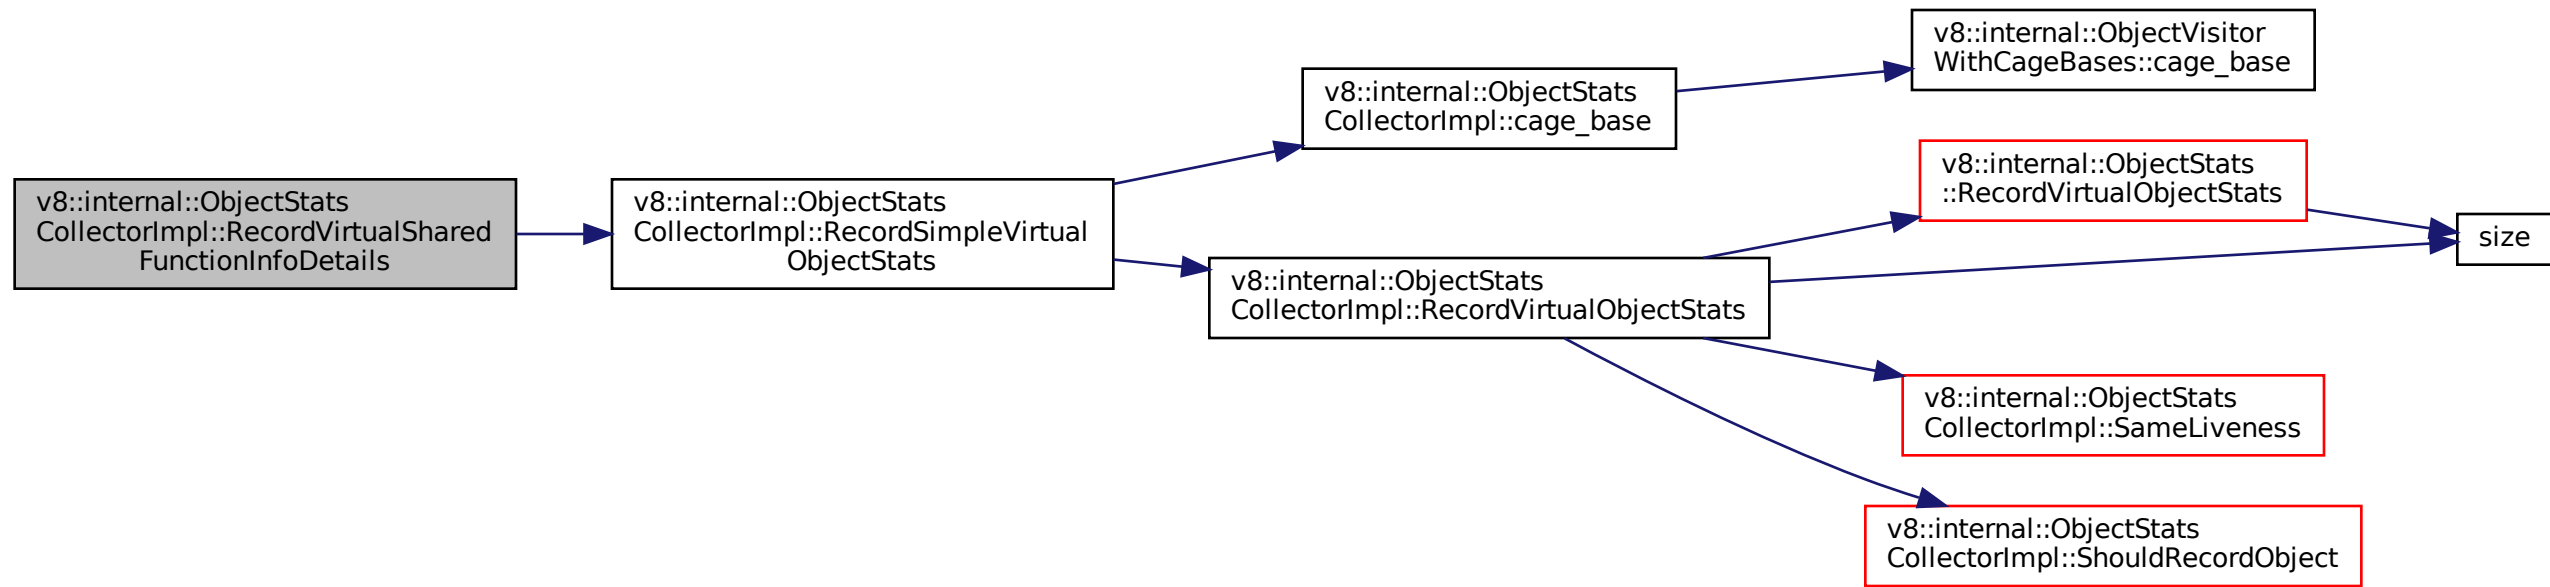 v8::internal::ObjectStats
CollectorImpl::RecordVirtualShared
FunctionInfoDetails
v8::internal::ObjectStats
CollectorImpl::RecordSimpleVirtual
ObjectStats
v8::internal::ObjectStats
CollectorImpl::cage_base
v8::internal::ObjectVisitor
WithCageBases::cage_base
v8::internal::ObjectStats
CollectorImpl::RecordVirtualObjectStats
v8::internal::ObjectStats
::RecordVirtualObjectStats
size
v8::internal::ObjectStats
CollectorImpl::SameLiveness
v8::internal::ObjectStats
CollectorImpl::ShouldRecordObject